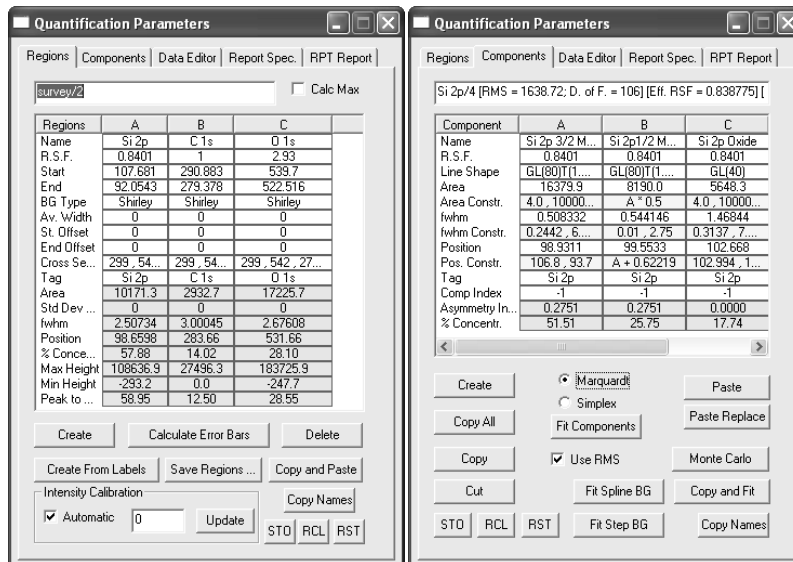 Quantification Parameters
Regions Components Data Editor Report Spec. RPT Report
survey/2 Calc Max
Regions A B C
Name Si 2p C 1s O 1s
R.S.F. 0.8401 1 2.93
Start 107.681 290.883 539.7
End 92.0543 279.378 522.516
BG Type Shirley Shirley Shirley
Av. Width 0 0 0
St. Offset 0 0 0
End Offset 0 0 0
Cross Se... 299 , 54... 299 , 54... 299 , 542 , 27...
Tag Si 2p C 1s O 1s
Area 10171.3 2932.7 17225.7
Std Dev ... 0 0 0
fwhm 2.50734 3.00045 2.67608
Position 98.6598 283.66 531.66
% Conce... 57.88 14.02 28.10
Max Height 108636.9 27496.3 183725.9
Min Height -293.2 0.0 -247.7
Peak to ... 58.95 12.50 28.55
Create Calculate Error Bars Delete
Create From Labels Save Regions ... Copy and Paste
Intensity Calibration
Automatic 0 Update
Copy Names
STO RCL RST
Quantification Parameters
Regions Components Data Editor Report Spec. RPT Report
Si 2p/4 [RMS = 1638.72; D. of F. = 106] [Eff. RSF = 0.838775] [
Component A B C
Name Si 2p 3/2 M... Si 2p1/2 M... Si 2p Oxide
R.S.F. 0.8401 0.8401 0.8401
Line Shape GL(80)T(1.... GL(80)T(1.... GL(40)
Area 16379.9 8190.0 5648.3
Area Constr. 4.0 , 10000... A * 0.5 4.0 , 10000...
fwhm 0.508332 0.544146 1.46844
fwhm Constr. 0.2442 , 6.... 0.01 , 2.75 0.3137 , 7....
Position 98.9311 99.5533 102.668
Pos. Constr. 106.8 , 93.7 A + 0.62219 102.994 , 1...
Tag Si 2p Si 2p Si 2p
Comp Index -1 -1 -1
Asymmetry In... 0.2751 0.2751 0.0000
% Concentr. 51.51 25.75 17.74
Create Marquardt Paste
Simplex
Copy All Fit Components Paste Replace
Copy Use RMS Monte Carlo
Cut Fit Spline BG Copy and Fit
STO RCL RST Fit Step BG Copy Names